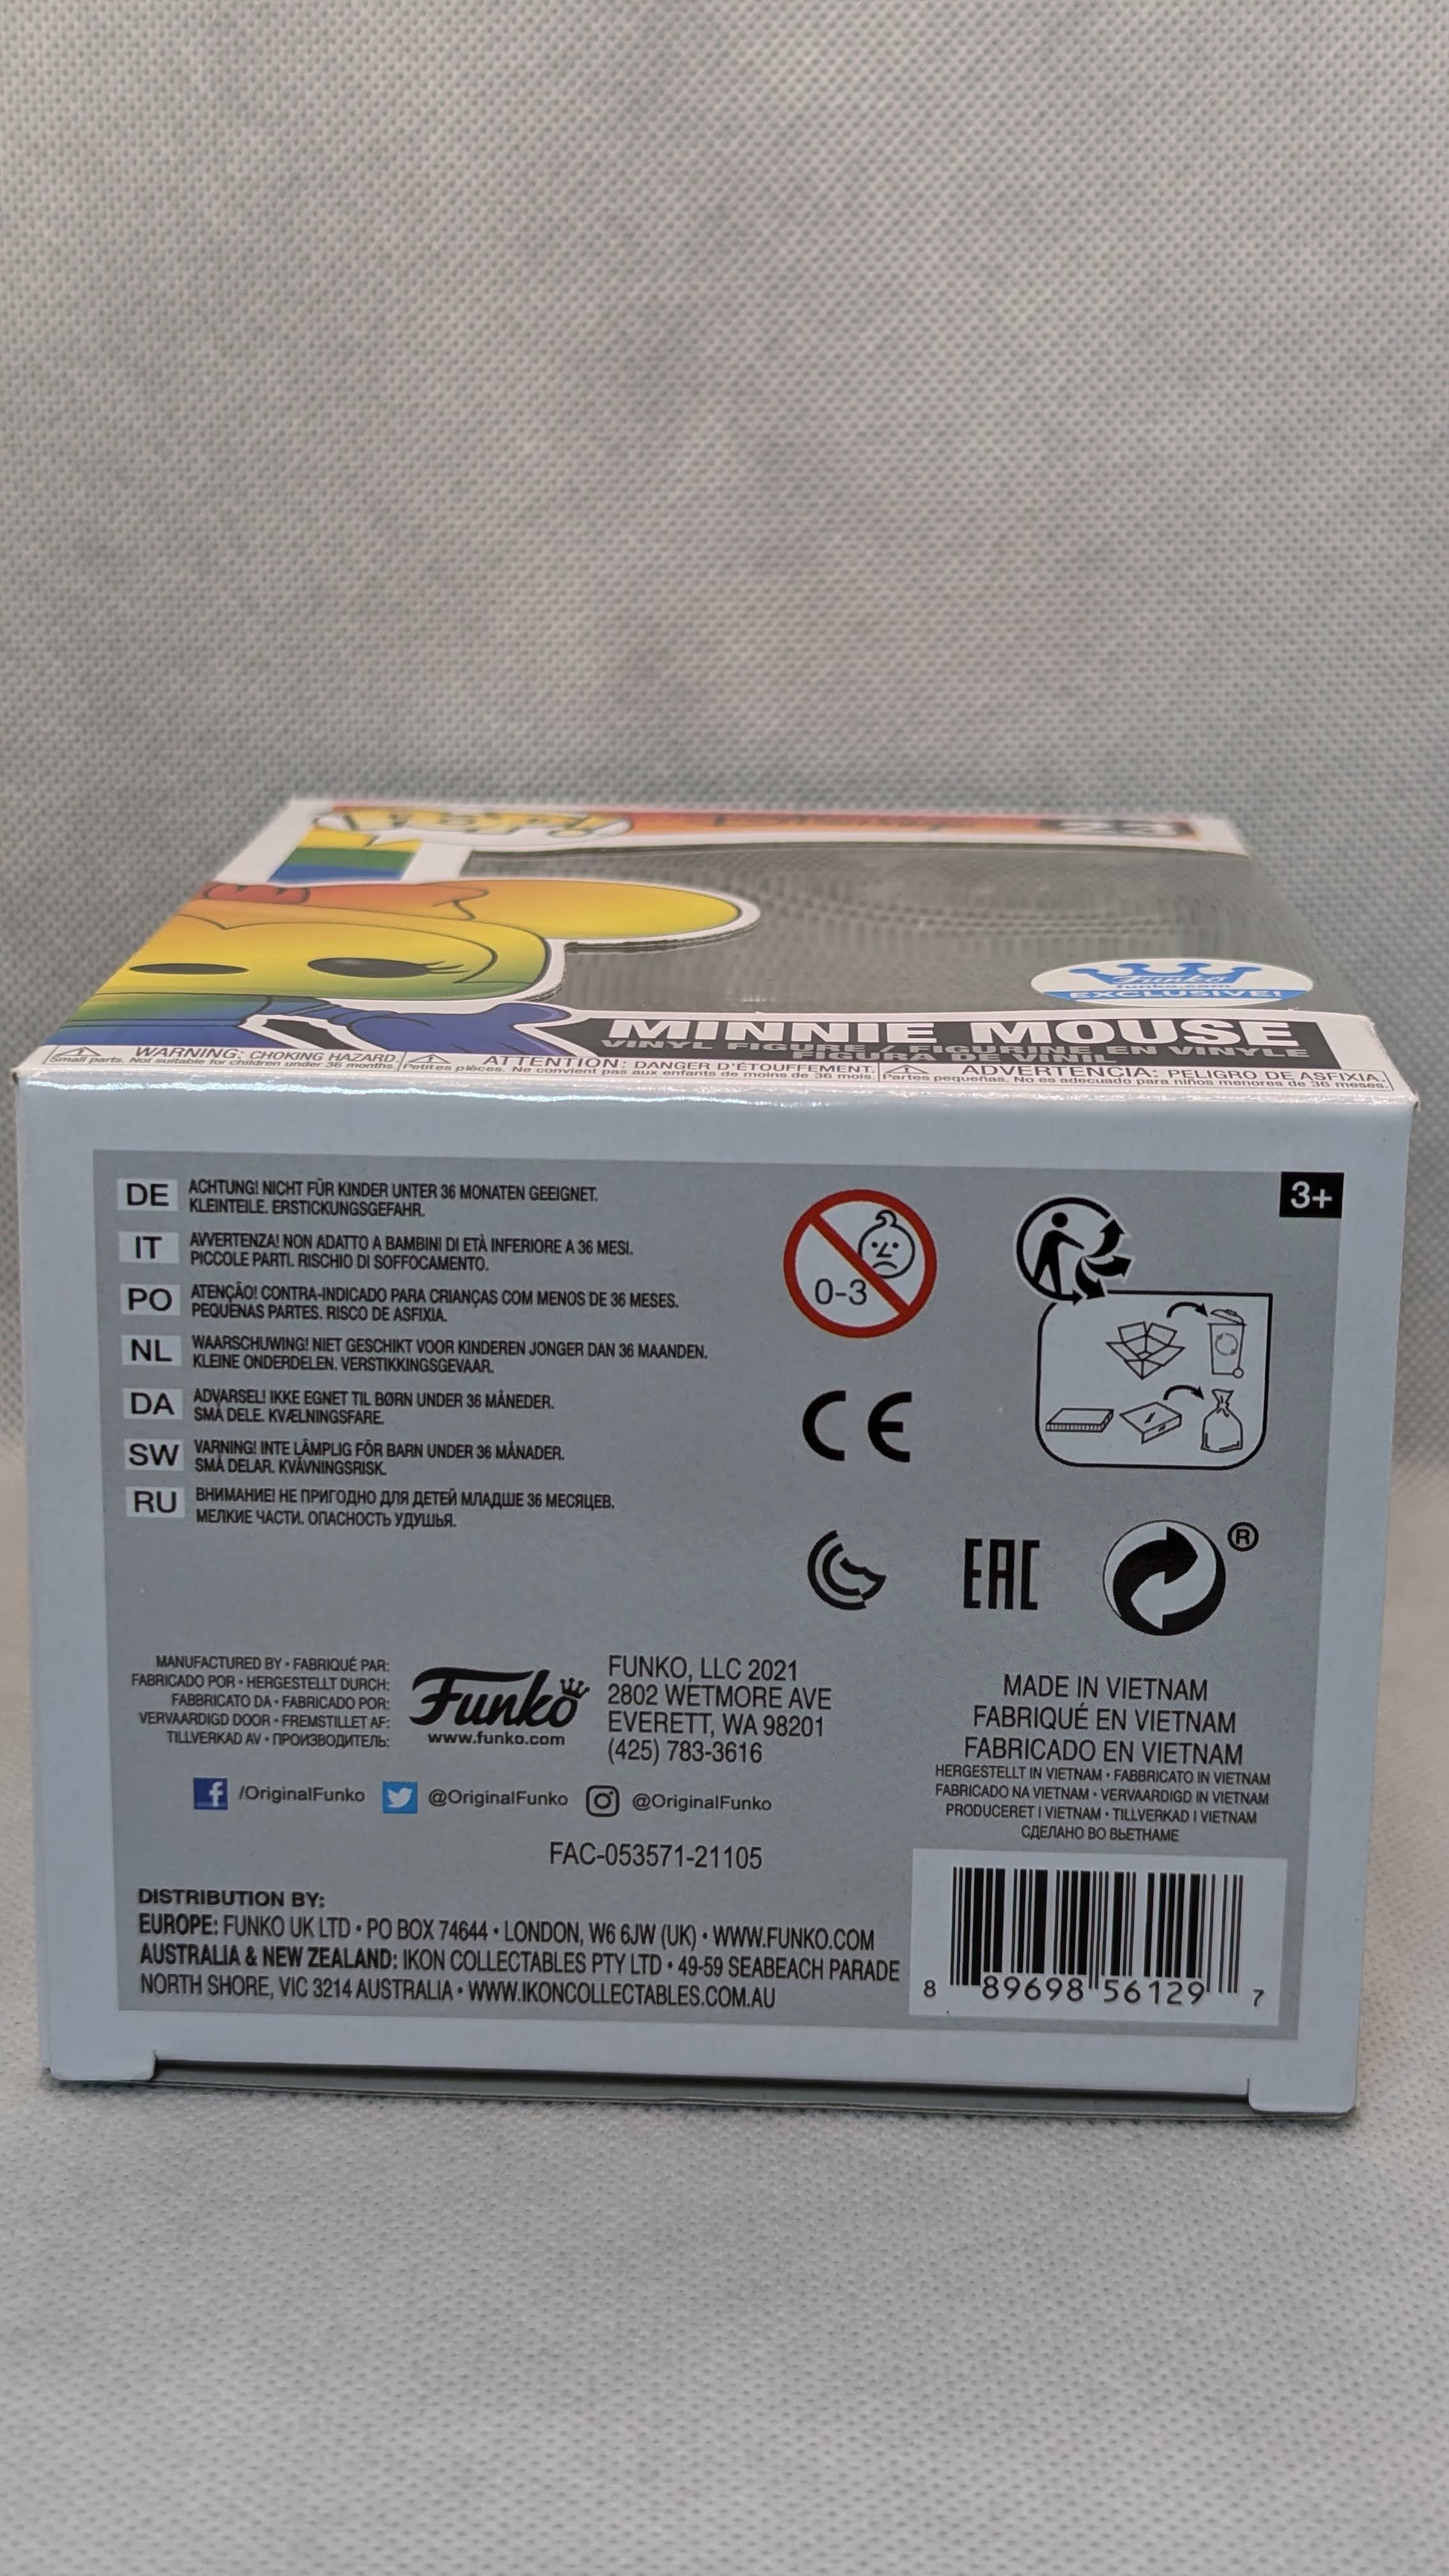 Funko
funko.com
EXCLUSIVE!
MINNIE MOUSE
VINYL FIGURE / FIGURINE EN VINYLE
FIGURA DE VINIL
WARNING: CHOKING HAZARD.
Small parts. Not suitable for children under 36 months.
ATTENTION: DANGER D'ÉTOUFFEMENT.
Petites pièces. Ne convient pas aux enfants de moins de 36 mois.
ADVERTENCIA: PELIGRO DE ASFIXIA.
Partes pequeñas. No es adecuado para niños menores de 36 meses.
3+
DE ACHTUNG! NICHT FÜR KINDER UNTER 36 MONATEN GEEIGNET.
KLEINTEILE. ERSTICKUNGSGEFAHR.
IT AVVERTENZA! NON ADATTO A BAMBINI DI ETÀ INFERIORE A 36 MESI.
PICCOLE PARTI. RISCHIO DI SOFFOCAMENTO.
PO ATENÇÃO! CONTRA-INDICADO PARA CRIANÇAS COM MENOS DE 36 MESES.
PEQUENAS PARTES. RISCO DE ASFIXIA.
NL WAARSCHUWING! NIET GESCHIKT VOOR KINDEREN JONGER DAN 36 MAANDEN.
KLEINE ONDERDELEN. VERSTIKKINGSGEVAAR.
DA ADVARSEL! IKKE EGNET TIL BØRN UNDER 36 MÅNEDER.
SMÅ DELE. KVÆLNINGSFARE.
SW VARNING! INTE LÄMPLIG FÖR BARN UNDER 36 MÅNADER.
SMÅ DELAR. KVÄVNINGSRISK.
RU ВНИМАНИЕ! НЕ ПРИГОДНО ДЛЯ ДЕТЕЙ МЛАДШЕ 36 МЕСЯЦЕВ.
МЕЛКИЕ ЧАСТИ. ОПАСНОСТЬ УДУШЬЯ.
0-3
CE
EAC
®
MANUFACTURED BY • FABRIQUÉ PAR:
FABRICADO POR • HERGESTELLT DURCH:
FABBRICATO DA • FABRICADO POR:
VERVAARDIGD DOOR • FREMSTILLET AF:
TILLVERKAD AV • ПРОИЗВОДИТЕЛЬ:
Funko
www.funko.com
FUNKO, LLC 2021
2802 WETMORE AVE
EVERETT, WA 98201
(425) 783-3616
MADE IN VIETNAM
FABRIQUÉ EN VIETNAM
FABRICADO EN VIETNAM
HERGESTELLT IN VIETNAM • FABBRICATO IN VIETNAM
FABRICADO NA VIETNAM • VERVAARDIGD IN VIETNAM
PRODUCERET I VIETNAM • TILLVERKAD I VIETNAM
СДЕЛАНО ВО ВЬЕТНАМЕ
/OriginalFunko @OriginalFunko @OriginalFunko
FAC-053571-21105
DISTRIBUTION BY:
EUROPE: FUNKO UK LTD • PO BOX 74644 • LONDON, W6 6JW (UK) • WWW.FUNKO.COM
AUSTRALIA & NEW ZEALAND: IKON COLLECTABLES PTY LTD • 49-59 SEABEACH PARADE
NORTH SHORE, VIC 3214 AUSTRALIA • WWW.IKONCOLLECTABLES.COM.AU
8 89698 56129 7